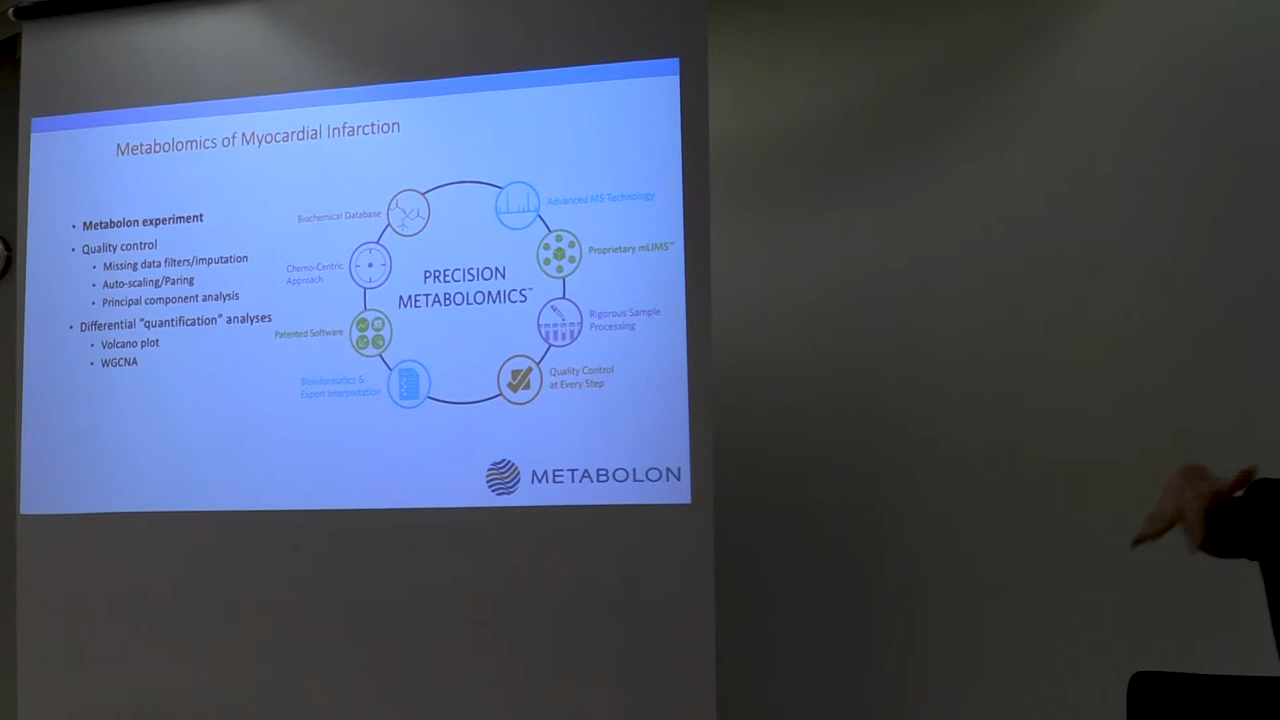 Metabolomics of Myocardial Infarction
• Metabolon experiment
• Quality control
• Missing data filters/imputation
• Auto-scaling/Paring
• Principal component analysis
• Differential "quantification" analyses
• Volcano plot
• WGCNA
Biochemical Database
Chemo-Centric
Approach
Patented Software
Bioinformatics &
Expert Interpretation
PRECISION
METABOLOMICS™
Advanced MS Technology
Proprietary mLIMS™
Rigorous Sample
Processing
Quality Control
at Every Step
METABOLON